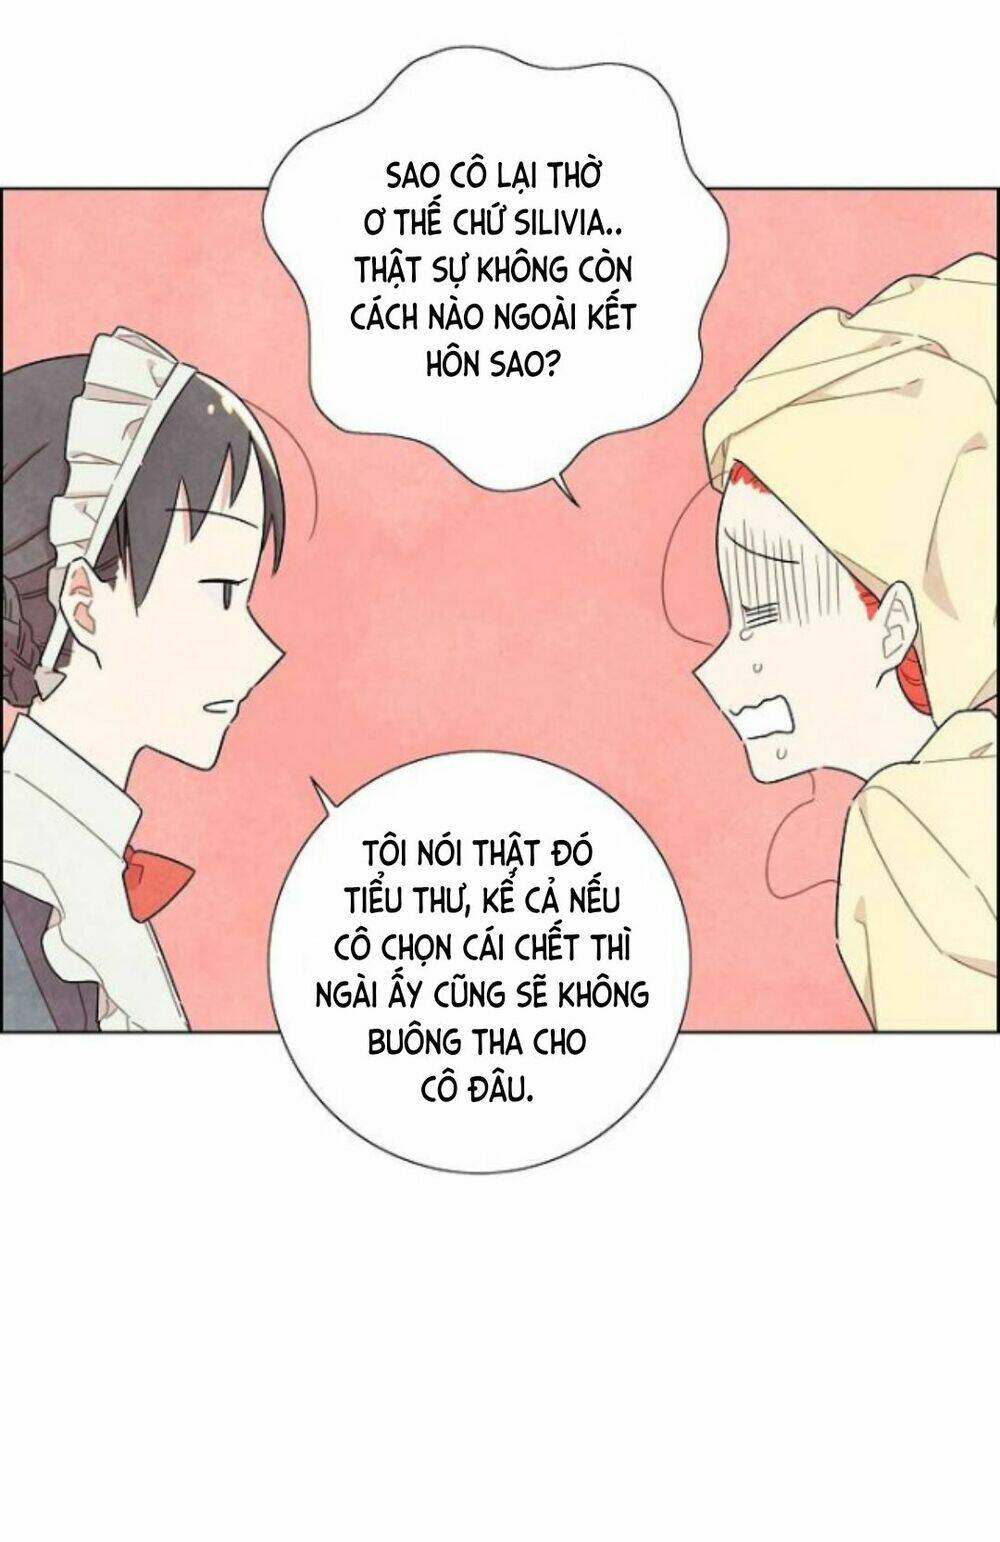 SAO CÔ LẠI THỜ
Ơ THẾ CHỨ SILIVIA..
THẬT SỰ KHÔNG CÒN
CÁCH NÀO NGOÀI KẾT
HÔN SAO?
TÔI NÓI THẬT ĐÓ
TIỂU THƯ, KỂ CẢ NẾU
CÔ CHỌN CÁI CHẾT THÌ
NGÀI ẤY CŨNG SẼ KHÔNG
BUÔNG THA CHO
CÔ ĐÂU.